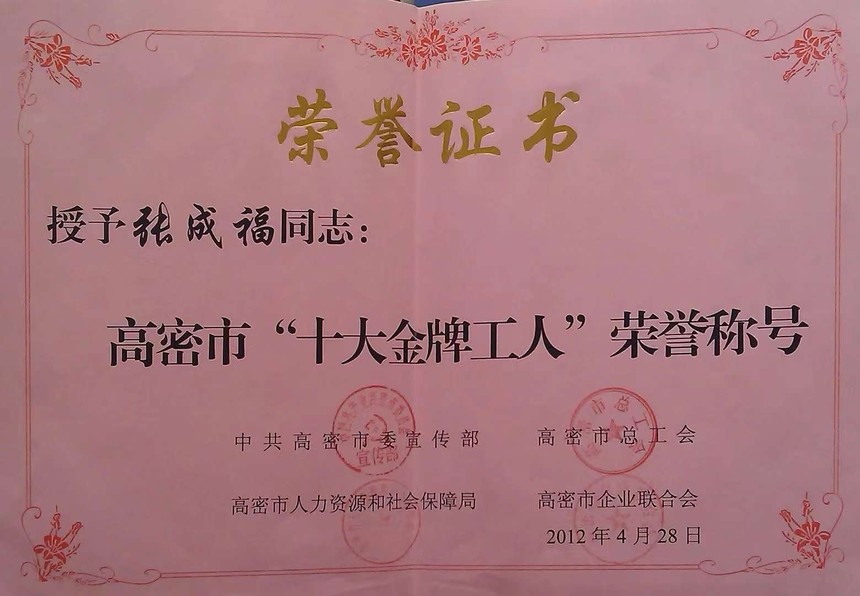 荣誉证书
授予张成福同志：
高密市“十大金牌工人”荣誉称号
中共高密市委宣传部 高密市总工会
高密市人力资源和社会保障局 高密市企业联合会
2012年4月28日